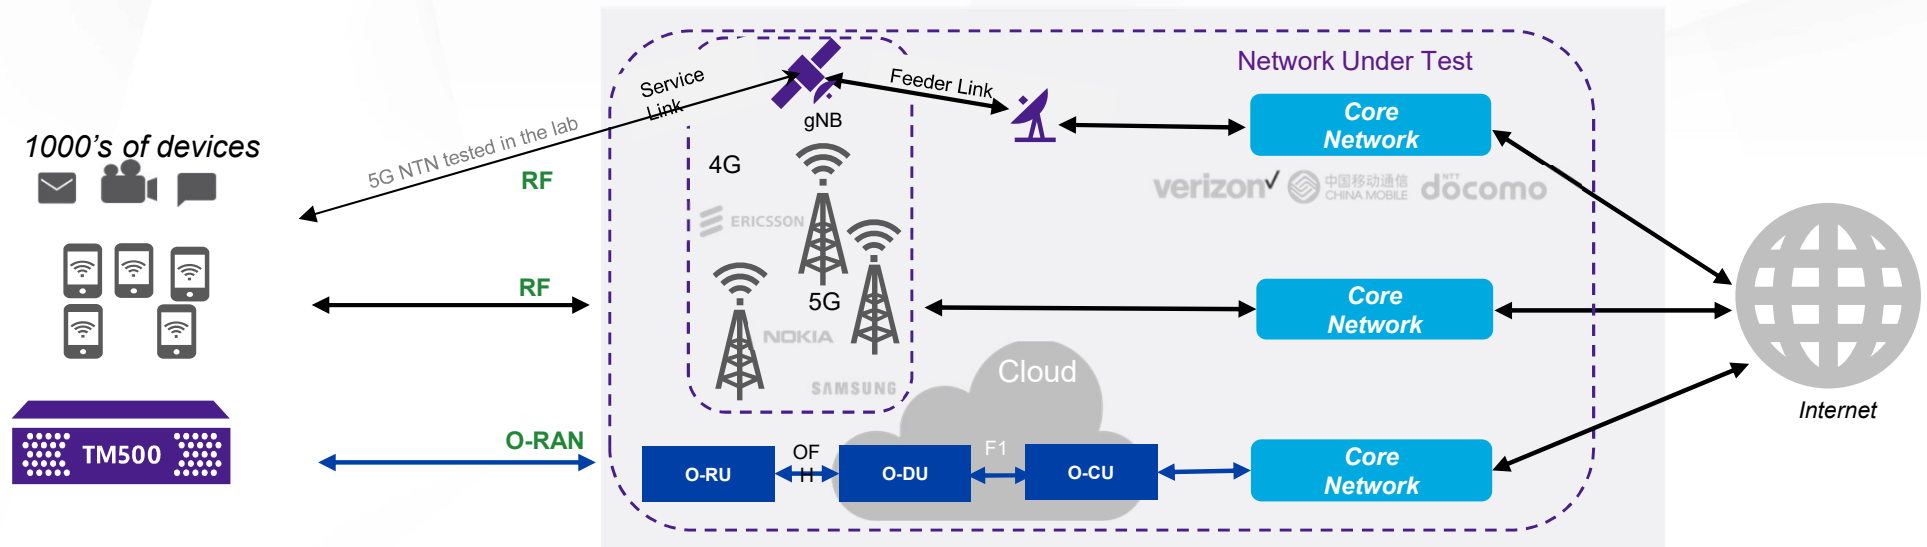 Network Under Test
Service
Link
Feeder Link
1000's of devices
5G NTN tested in the lab
gNB
Core
Network
4G
RF
verizon✓
中国移动通信
CHINA MOBILE
NTT
döcomo
ERICSSON
RF
5G
Core
Network
NOKIA
SAMSUNG
Cloud
Internet
TM500
O-RAN
O-RU
OF
H
O-DU
F1
O-CU
Core
Network